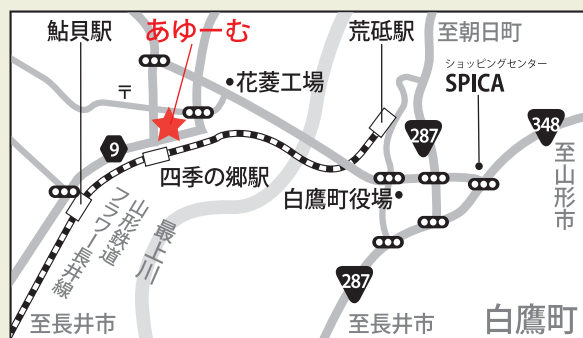 鮎貝駅
あゆーむ
荒砥駅
至朝日町
ショッピングセンター
SPICA
•花菱工場
〒
9
287
348
至山形市
四季の郷駅
白鷹町役場•
山形鉄道
フラワー長井線
最上川
287
至長井市
至長井市
白鷹町